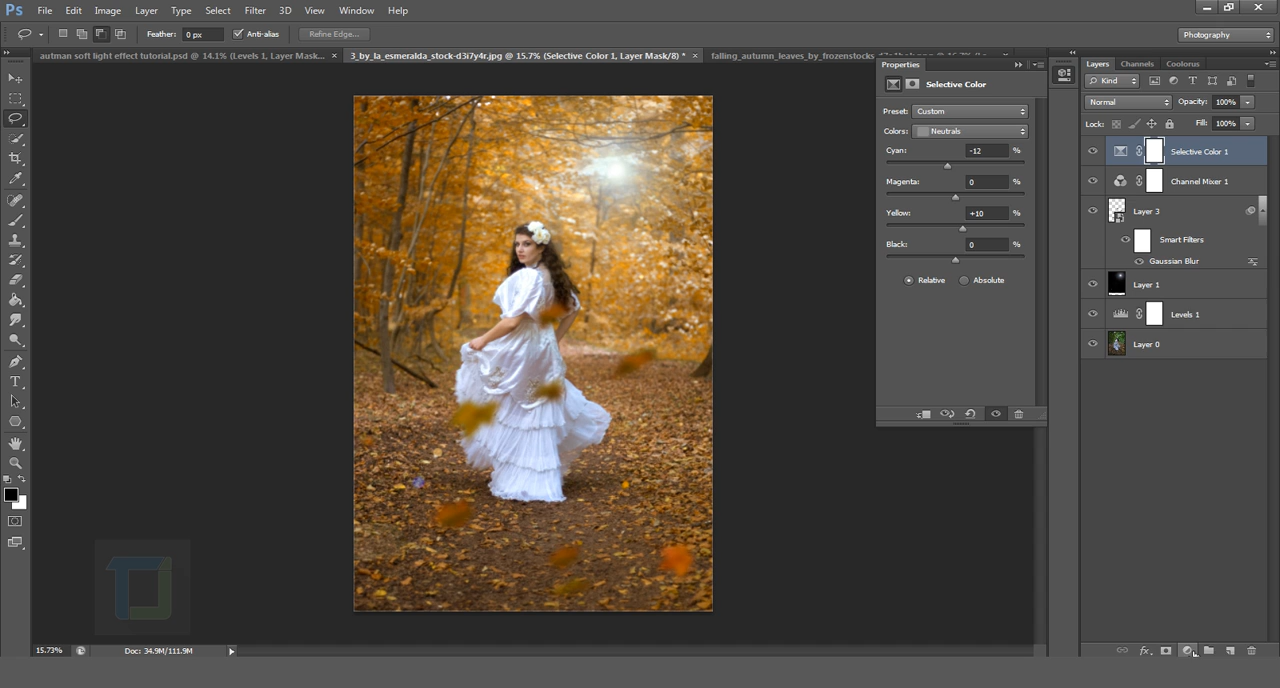 Ps File Edit Image Layer Type Select Filter 3D View Window Help
Feather: 0 px Anti-alias Refine Edge... Photography
autman soft light effect tutorial.psd @ 14.1% (Levels 1, Layer Mask... × 3_by_la_esmeralda_stock-d3i7y4r.jpg @ 15.7% (Selective Color 1, Layer Mask/8) * × falling_autumn_leaves_by_frozenstocks
Properties
Selective Color
Preset: Custom
Colors: Neutrals
Cyan: -12 %
Magenta: 0 %
Yellow: +10 %
Black: 0 %
Relative Absolute
Layers Channels Coolorus
Kind
Normal Opacity: 100%
Lock: Fill: 100%
Selective Color 1
Channel Mixer 1
Layer 3
Smart Filters
Gaussian Blur
Layer 1
Levels 1
Layer 0
fx
15.73% Doc: 34.9M/111.9M